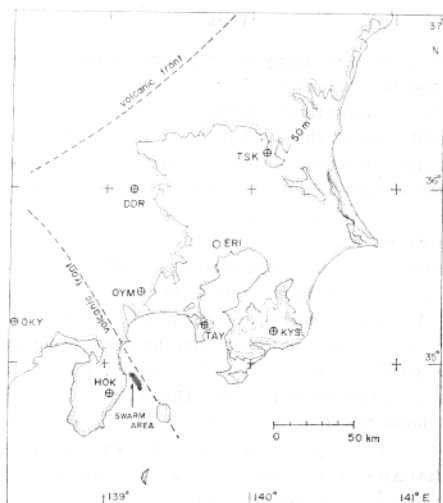 37
N
volcanic front
50m
TSK
36
DDR
ERI
volcanic front
OYM
OKY
TAY
KYS
35
HOK
SWARM
AREA
0
50 km
139
140
141°E